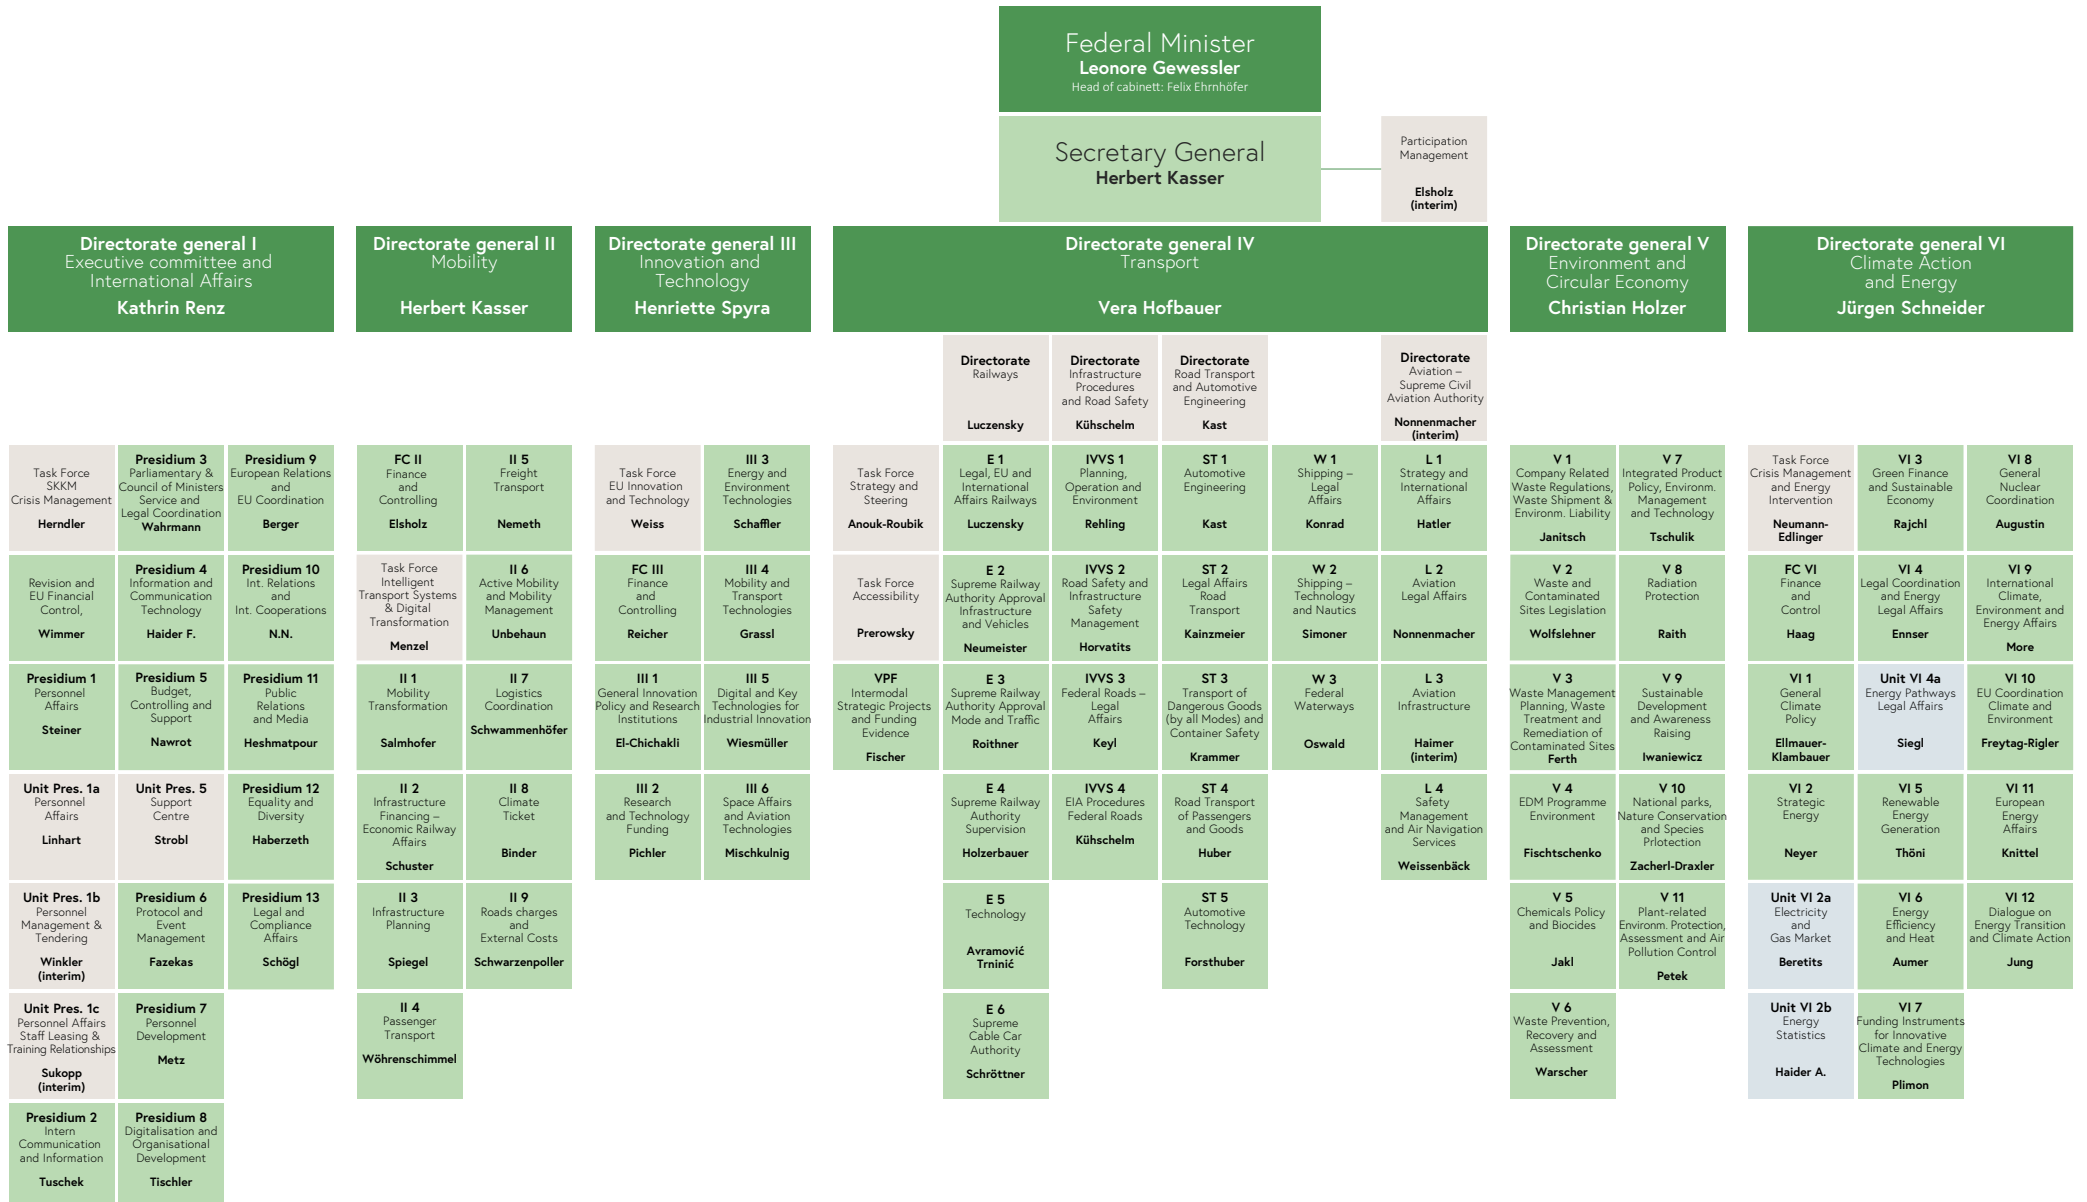 Federal Minister
Leonore Gewessler
Head of cabinett: Felix Ehrnhöfer
Secretary General
Herbert Kasser
Participation
Management
Elsholz
(interim)
Directorate general I
Executive committee and
International Affairs
Kathrin Renz
Directorate general II
Mobility
Herbert Kasser
Directorate general III
Innovation and
Technology
Henriette Spyra
Directorate general IV
Transport
Vera Hofbauer
Directorate general V
Environment and
Circular Economy
Christian Holzer
Directorate general VI
Climate Action
and Energy
Jürgen Schneider
Directorate
Railways
Luczensky
Directorate
Infrastructure
Procedures
and Road Safety
Kühschelm
Directorate
Road Transport
and Automotive
Engineering
Kast
Directorate
Aviation –
Supreme Civil
Aviation Authority
Nonnenmacher
(interim)
Task Force
SKKM
Crisis Management
Herndler
Revision and
EU Financial
Control,
Wimmer
Presidium 1
Personnel
Affairs
Steiner
Unit Pres. 1a
Personnel
Affairs
Linhart
Unit Pres. 1b
Personnel
Management &
Tendering
Winkler
(interim)
Unit Pres. 1c
Personnel Affairs
Staff Leasing &
Training Relationships
Sukopp
(interim)
Presidium 2
Intern
Communication
and Information
Tuschek
Presidium 3
Parliamentary &
Council of Ministers
Service and
Legal Coordination
Wahrmann
Presidium 4
Information and
Communication
Technology
Haider F.
Presidium 5
Budget,
Controlling and
Support
Nawrot
Unit Pres. 5
Support
Centre
Strobl
Presidium 6
Protocol and
Event
Management
Fazekas
Presidium 7
Personnel
Development
Metz
Presidium 8
Digitalisation and
Organisational
Development
Tischler
Presidium 9
European Relations
and
EU Coordination
Berger
Presidium 10
Int. Relations
and
Int. Cooperations
N.N.
Presidium 11
Public
Relations
and Media
Heshmatpour
Presidium 12
Equality and
Diversity
Haberzeth
Presidium 13
Legal and
Compliance
Affairs
Schögl
FC II
Finance
and
Controlling
Elsholz
Task Force
Intelligent
Transport Systems
& Digital
Transformation
Menzel
II 1
Mobility
Transformation
Salmhofer
II 2
Infrastructure
Financing –
Economic Railway
Affairs
Schuster
II 3
Infrastructure
Planning
Spiegel
II 4
Passenger
Transport
Wöhrenschimmel
II 5
Freight
Transport
Nemeth
II 6
Active Mobility
and Mobility
Management
Unbehaun
II 7
Logistics
Coordination
Schwammenhöfer
II 8
Climate
Ticket
Binder
II 9
Roads charges
and
External Costs
Schwarzenpoller
Task Force
EU Innovation
and Technology
Weiss
FC III
Finance
and
Controlling
Reicher
III 1
General Innovation
Policy and Research
Institutions
El-Chichakli
III 2
Research
and Technology
Funding
Pichler
III 3
Energy and
Environment
Technologies
Schaffler
III 4
Mobility and
Transport
Technologies
Grassl
III 5
Digital and Key
Technologies for
Industrial Innovation
Wiesmüller
III 6
Space Affairs
and Aviation
Technologies
Mischkulnig
Task Force
Strategy and
Steering
Anouk-Roubik
Task Force
Accessibility
Prerowsky
VPF
Intermodal
Strategic Projects
and Funding
Evidence
Fischer
E 1
Legal, EU and
International
Affairs Railways
Luczensky
E 2
Supreme Railway
Authority Approval
Infrastructure
and Vehicles
Neumeister
E 3
Supreme Railway
Authority Approval
Mode and Traffic
Roithner
E 4
Supreme Railway
Authority
Supervision
Holzerbauer
E 5
Technology
Avramović
Trninić
E 6
Supreme
Cable Car
Authority
Schröttner
IVVS 1
Planning,
Operation and
Environment
Rehling
IVVS 2
Road Safety and
Infrastructure
Safety
Management
Horvatits
IVVS 3
Federal Roads –
Legal
Affairs
Keyl
IVVS 4
EIA Procedures
Federal Roads
Kühschelm
ST 1
Automotive
Engineering
Kast
ST 2
Legal Affairs
Road
Transport
Kainzmeier
ST 3
Transport of
Dangerous Goods
(by all Modes) and
Container Safety
Krammer
ST 4
Road Transport
of Passengers
and Goods
Huber
ST 5
Automotive
Technology
Forsthuber
W 1
Shipping –
Legal
Affairs
Konrad
W 2
Shipping –
Technology
and Nautics
Simoner
W 3
Federal
Waterways
Oswald
L 1
Strategy and
International
Affairs
Hatler
L 2
Aviation
Legal Affairs
Nonnenmacher
L 3
Aviation
Infrastructure
Haimer
(interim)
L 4
Safety
Management
and Air Navigation
Services
Weissenbäck
V 1
Company Related
Waste Regulations,
Waste Shipment &
Environm. Liability
Janitsch
V 2
Waste and
Contaminated
Sites Legislation
Wolfslehner
V 3
Waste Management
Planning, Waste
Treatment and
Remediation of
Contaminated Sites
Ferth
V 4
EDM Programme
Environment
Fischtschenko
V 5
Chemicals Policy
and Biocides
Jakl
V 6
Waste Prevention,
Recovery and
Assessment
Warscher
V 7
Integrated Product
Policy, Environm.
Management
and Technology
Tschulik
V 8
Radiation
Protection
Raith
V 9
Sustainable
Development
and Awareness
Raising
Iwaniewicz
V 10
National parks,
Nature Conservation
and Species
Prlotection
Zacherl-Draxler
V 11
Plant-related
Environm. Protection,
Assessment and Air
Pollution Control
Petek
Task Force
Crisis Management
and Energy
Intervention
Neumann-
Edlinger
FC VI
Finance
and
Control
Haag
VI 1
General
Climate
Policy
Ellmauer-
Klambauer
VI 2
Strategic
Energy
Neyer
Unit VI 2a
Electricity
and
Gas Market
Beretits
Unit VI 2b
Energy
Statistics
Haider A.
VI 3
Green Finance
and Sustainable
Economy
Rajchl
VI 4
Legal Coordination
and Energy
Legal Affairs
Ennser
Unit VI 4a
Energy Pathways
Legal Affairs
Siegl
VI 5
Renewable
Energy
Generation
Thöni
VI 6
Energy
Efficiency
and Heat
Aumer
VI 7
Funding Instruments
for Innovative
Climate and Energy
Technologies
Plimon
VI 8
General
Nuclear
Coordination
Augustin
VI 9
International
Climate,
Environment and
Energy Affairs
More
VI 10
EU Coordination
Climate and
Environment
Freytag-Rigler
VI 11
European
Energy
Affairs
Knittel
VI 12
Dialogue on
Energy Transition
and Climate Action
Jung